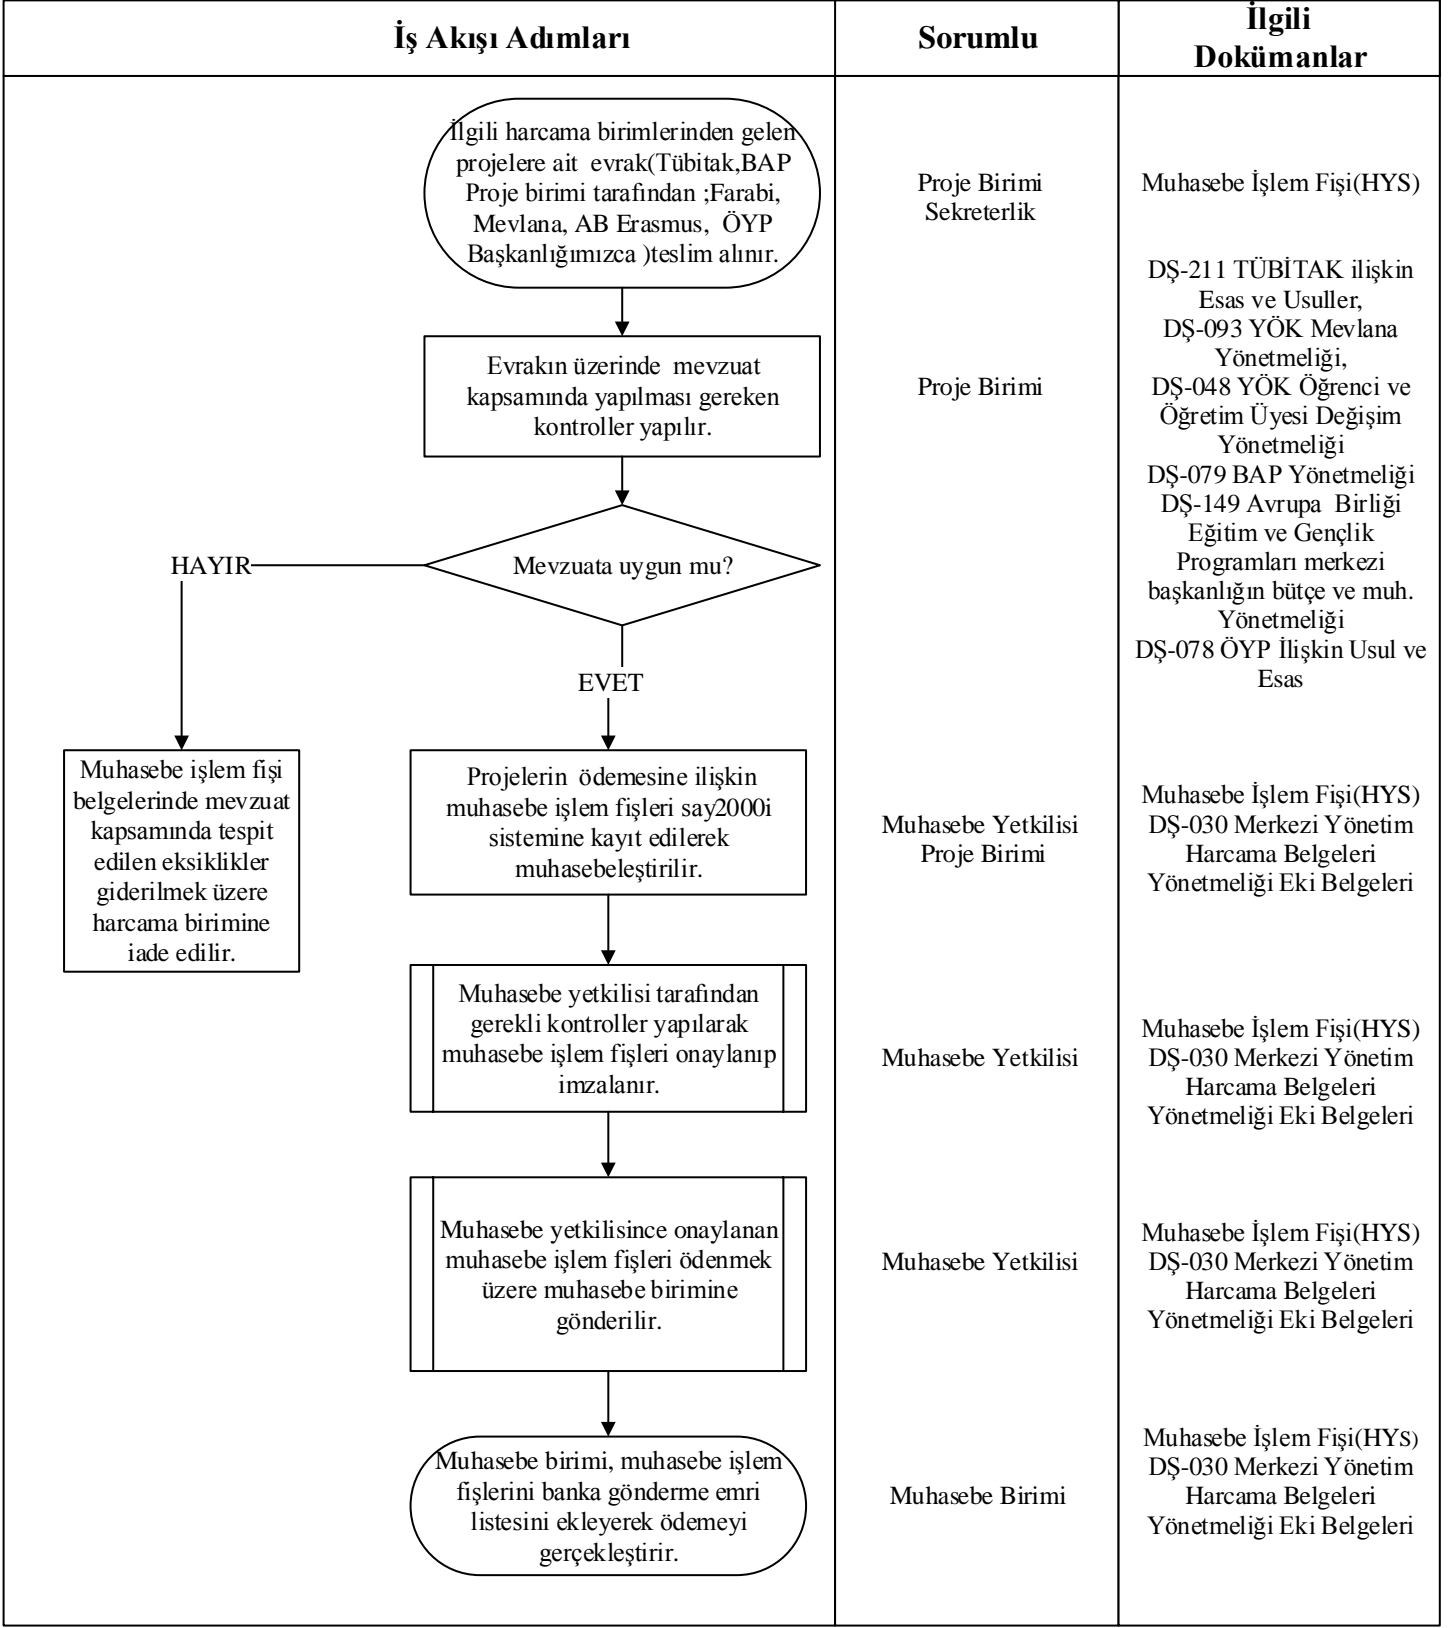 İş Akışı Adımları
Sorumlu
İlgili
Dokümanlar
İlgili harcama birimlerinden gelen
projelere ait evrak(Tübitak,BAP
Proje birimi tarafından ;Farabi,
Mevlana, AB Erasmus, ÖYP
Başkanlığımızca )teslim alınır.
Proje Birimi
Sekreterlik
Muhasebe İşlem Fişi(HYS)
Evrakın üzerinde mevzuat
kapsamında yapılması gereken
kontroller yapılır.
Proje Birimi
DŞ-211 TÜBİTAK ilişkin
Esas ve Usuller,
DŞ-093 YÖK Mevlana
Yönetmeliği,
DŞ-048 YÖK Öğrenci ve
Öğretim Üyesi Değişim
Yönetmeliği
DŞ-079 BAP Yönetmeliği
DŞ-149 Avrupa Birliği
Eğitim ve Gençlik
Programları merkezi
başkanlığın bütçe ve muh.
Yönetmeliği
DŞ-078 ÖYP İlişkin Usul ve
Esas
Mevzuata uygun mu?
HAYIR
EVET
Muhasebe işlem fişi
belgelerinde mevzuat
kapsamında tespit
edilen eksiklikler
giderilmek üzere
harcama birimine
iade edilir.
Projelerin ödemesine ilişkin
muhasebe işlem fişleri say2000i
sistemine kayıt edilerek
muhasebeleştirilir.
Muhasebe Yetkilisi
Proje Birimi
Muhasebe İşlem Fişi(HYS)
DŞ-030 Merkezi Yönetim
Harcama Belgeleri
Yönetmeliği Eki Belgeleri
Muhasebe yetkilisi tarafından
gerekli kontroller yapılarak
muhasebe işlem fişleri onaylanıp
imzalanır.
Muhasebe Yetkilisi
Muhasebe İşlem Fişi(HYS)
DŞ-030 Merkezi Yönetim
Harcama Belgeleri
Yönetmeliği Eki Belgeleri
Muhasebe yetkilisince onaylanan
muhasebe işlem fişleri ödenmek
üzere muhasebe birimine
gönderilir.
Muhasebe Yetkilisi
Muhasebe İşlem Fişi(HYS)
DŞ-030 Merkezi Yönetim
Harcama Belgeleri
Yönetmeliği Eki Belgeleri
Muhasebe birimi, muhasebe işlem
fişlerini banka gönderme emri
listesini ekleyerek ödemeyi
gerçekleştirir.
Muhasebe Birimi
Muhasebe İşlem Fişi(HYS)
DŞ-030 Merkezi Yönetim
Harcama Belgeleri
Yönetmeliği Eki Belgeleri